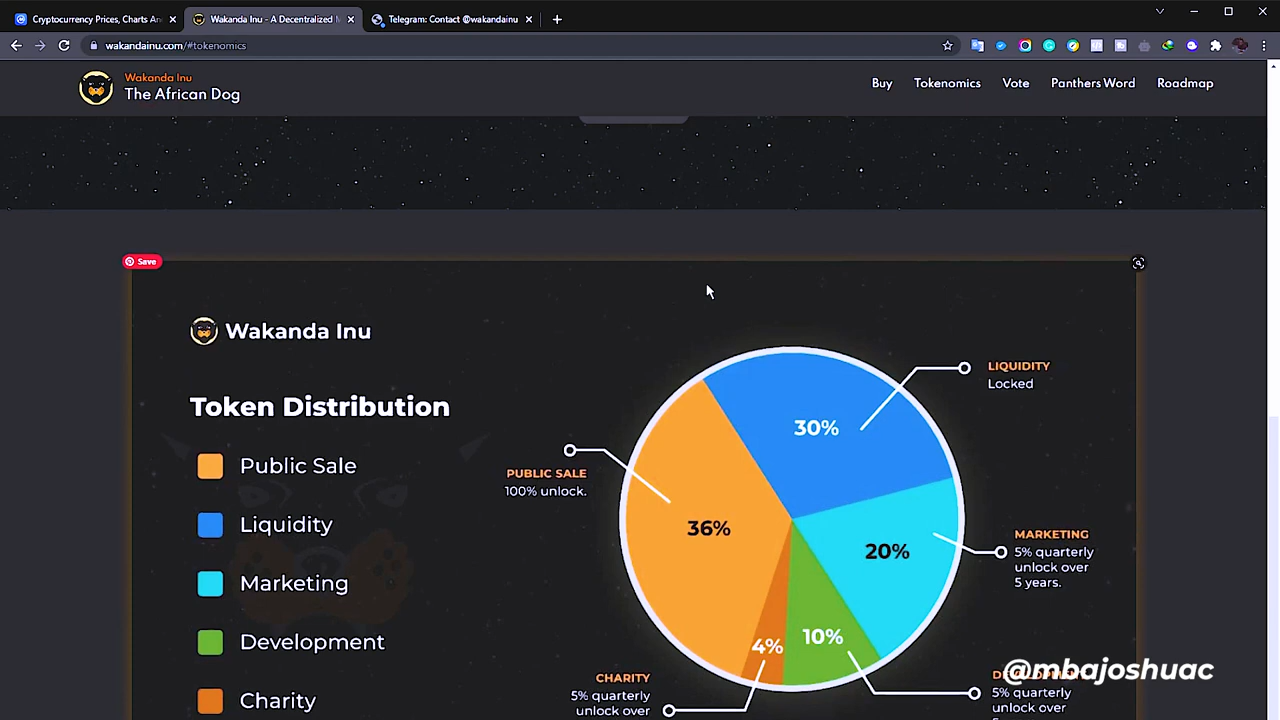 Cryptocurrency Prices, Charts An
Wakanda Inu - A Decentralized M
Telegram: Contact @wakandainu
wakandainu.com/#tokenomics
Wakanda Inu
The African Dog
Buy
Tokenomics
Vote
Panthers Word
Roadmap
Save
Wakanda Inu
Token Distribution
Public Sale
Liquidity
Marketing
Development
Charity
PUBLIC SALE
100% unlock.
36%
30%
LIQUIDITY
Locked
20%
MARKETING
5% quarterly
unlock over
5 years.
10%
4%
CHARITY
5% quarterly
unlock over
5% quarterly
unlock over
@mbajoshuac